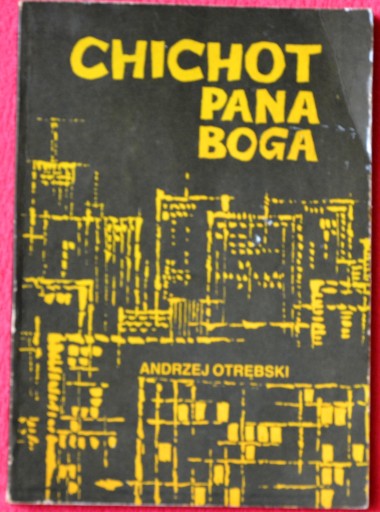 CHICHOT
PANA
BOGA
ANDRZEJ OTRĘBSKI